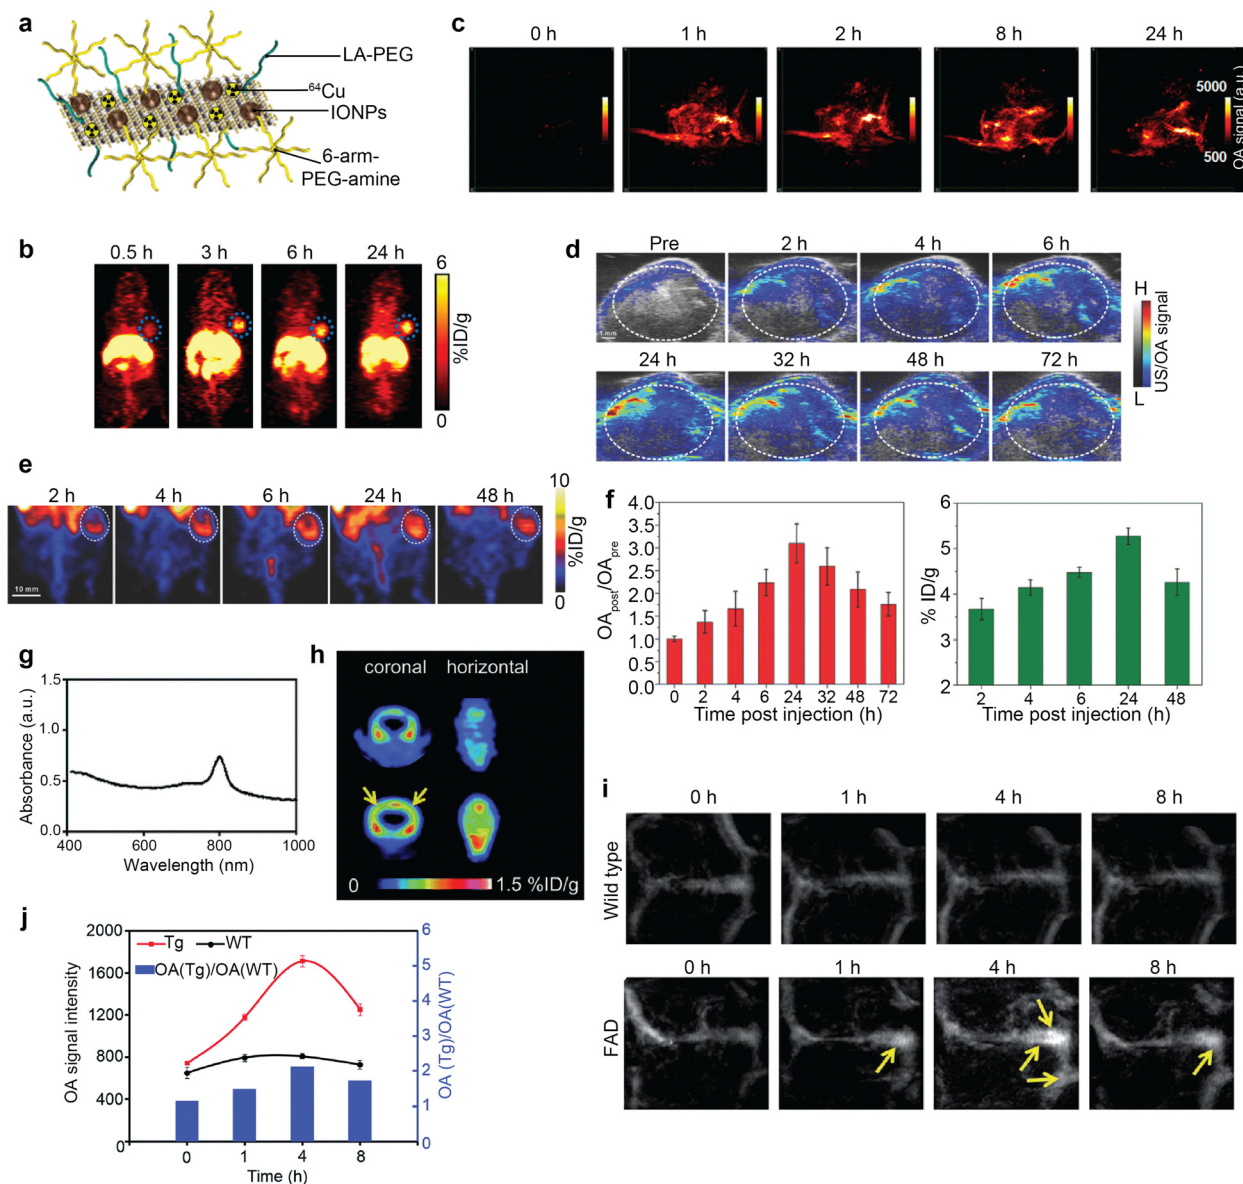 a
LA-PEG
64Cu
IONPs
6-arm-
PEG-amine
c
0 h 1 h 2 h 8 h 24 h
5000
500
OA signal (a.u.)
b
0.5 h 3 h 6 h 24 h
6
0
%ID/g
d
Pre 2 h 4 h 6 h
1 mm
24 h 32 h 48 h 72 h
H
L
US/OA signal
e
2 h 4 h 6 h 24 h 48 h
10 mm
10
0
%ID/g
f
4.0
3.5
3.0
2.5
2.0
1.5
1.0
0.5
0.0
OApost/OApre
0 2 4 6 24 32 48 72
Time post injection (h)
6
5
4
3
2
% ID/g
2 4 6 24 48
Time post injection (h)
g
1.5
1.0
0.5
0.0
Absorbance (a.u.)
400 600 800 1000
Wavelength (nm)
h
coronal horizontal
0 1.5 %ID/g
i
0 h 1 h 4 h 8 h
Wild type
0 h 1 h 4 h 8 h
FAD
j
2000
1600
1200
800
400
0
OA signal intensity
Tg WT
OA(Tg)/OA(WT)
6
5
4
3
2
1
0
OA (Tg)/OA(WT)
0 1 4 8
Time (h)